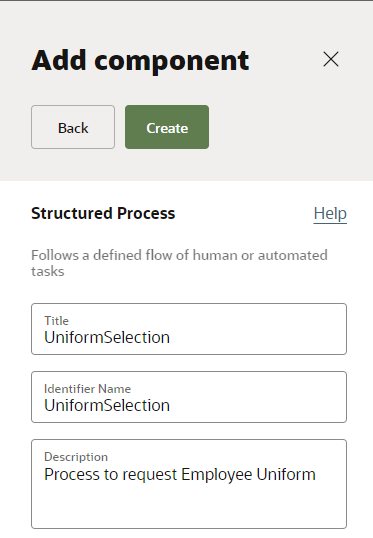 Add component
Back
Create
Structured Process
Help
Follows a defined flow of human or automated
tasks
Title
UniformSelection
Identifier Name
UniformSelection
Description
Process to request Employee Uniform